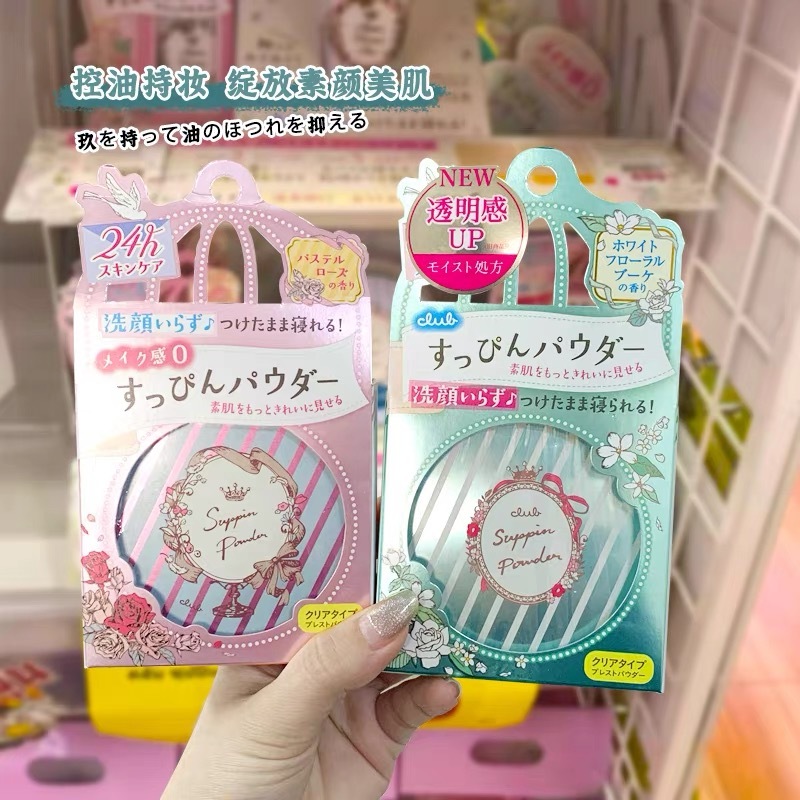 控油持妆 绽放素颜美肌
玖を持って油のほつれを抑える
24h
スキンケア
パステル
ローズ
の香り
洗顔いらず♪つけたまま寝れる!
メイク感0
すっぴんパウダー
素肌をもっときれいに見せる
Suppin
Powder
club
クリアタイプ
プレストパウダー
NEW
透明感
UP
モイスト処方
ホワイト
フローラル
ブーケ
の香り
club
すっぴんパウダー
素肌をもっときれいに見せる
洗顔いらず♪つけたまま寝られる!
club
Suppin
Powder
クリアタイプ
プレストパウダー